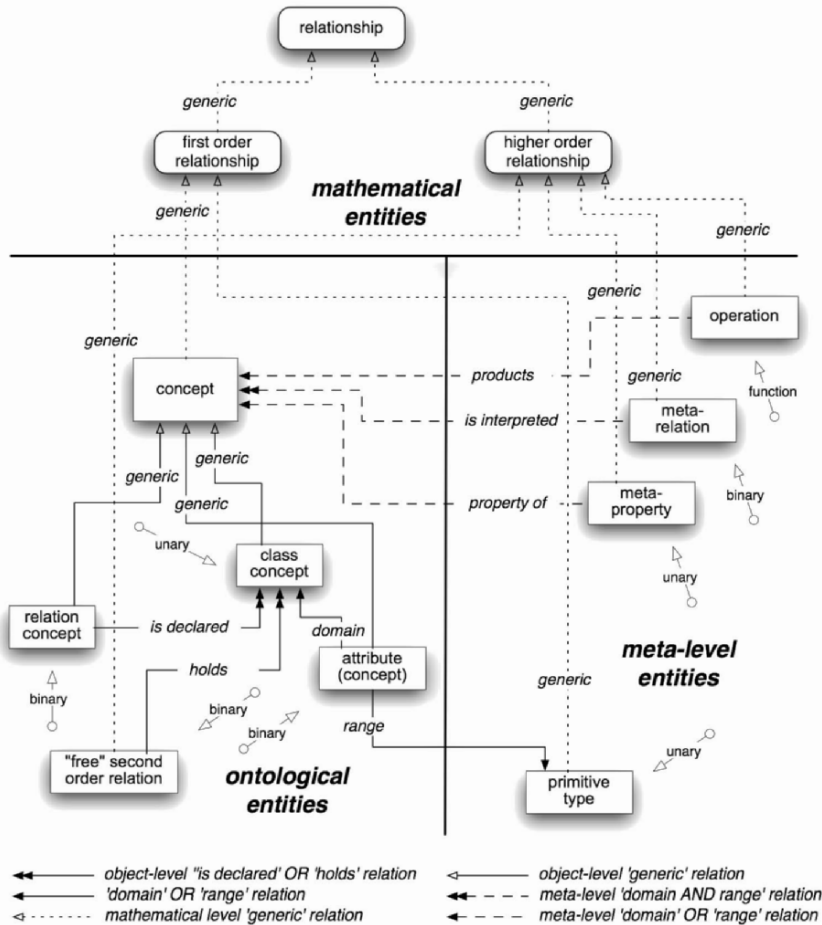 relationship
generic
generic
first order
relationship
higher order
relationship
mathematical
entities
generic
generic
generic
operation
generic
concept
products
function
generic
meta-
relation
is interpreted
generic
generic
generic
property of
meta-
property
binary
unary
class
concept
unary
relation
concept
is declared
domain
attribute
(concept)
meta-level
entities
holds
generic
binary
binary
binary
range
"free" second
order relation
ontological
entities
unary
primitive
type
object-level "is declared' OR 'holds' relation
object-level 'generic' relation
'domain' OR 'range' relation
meta-level 'domain AND range' relation
mathematical level 'generic' relation
meta-level 'domain' OR 'range' relation